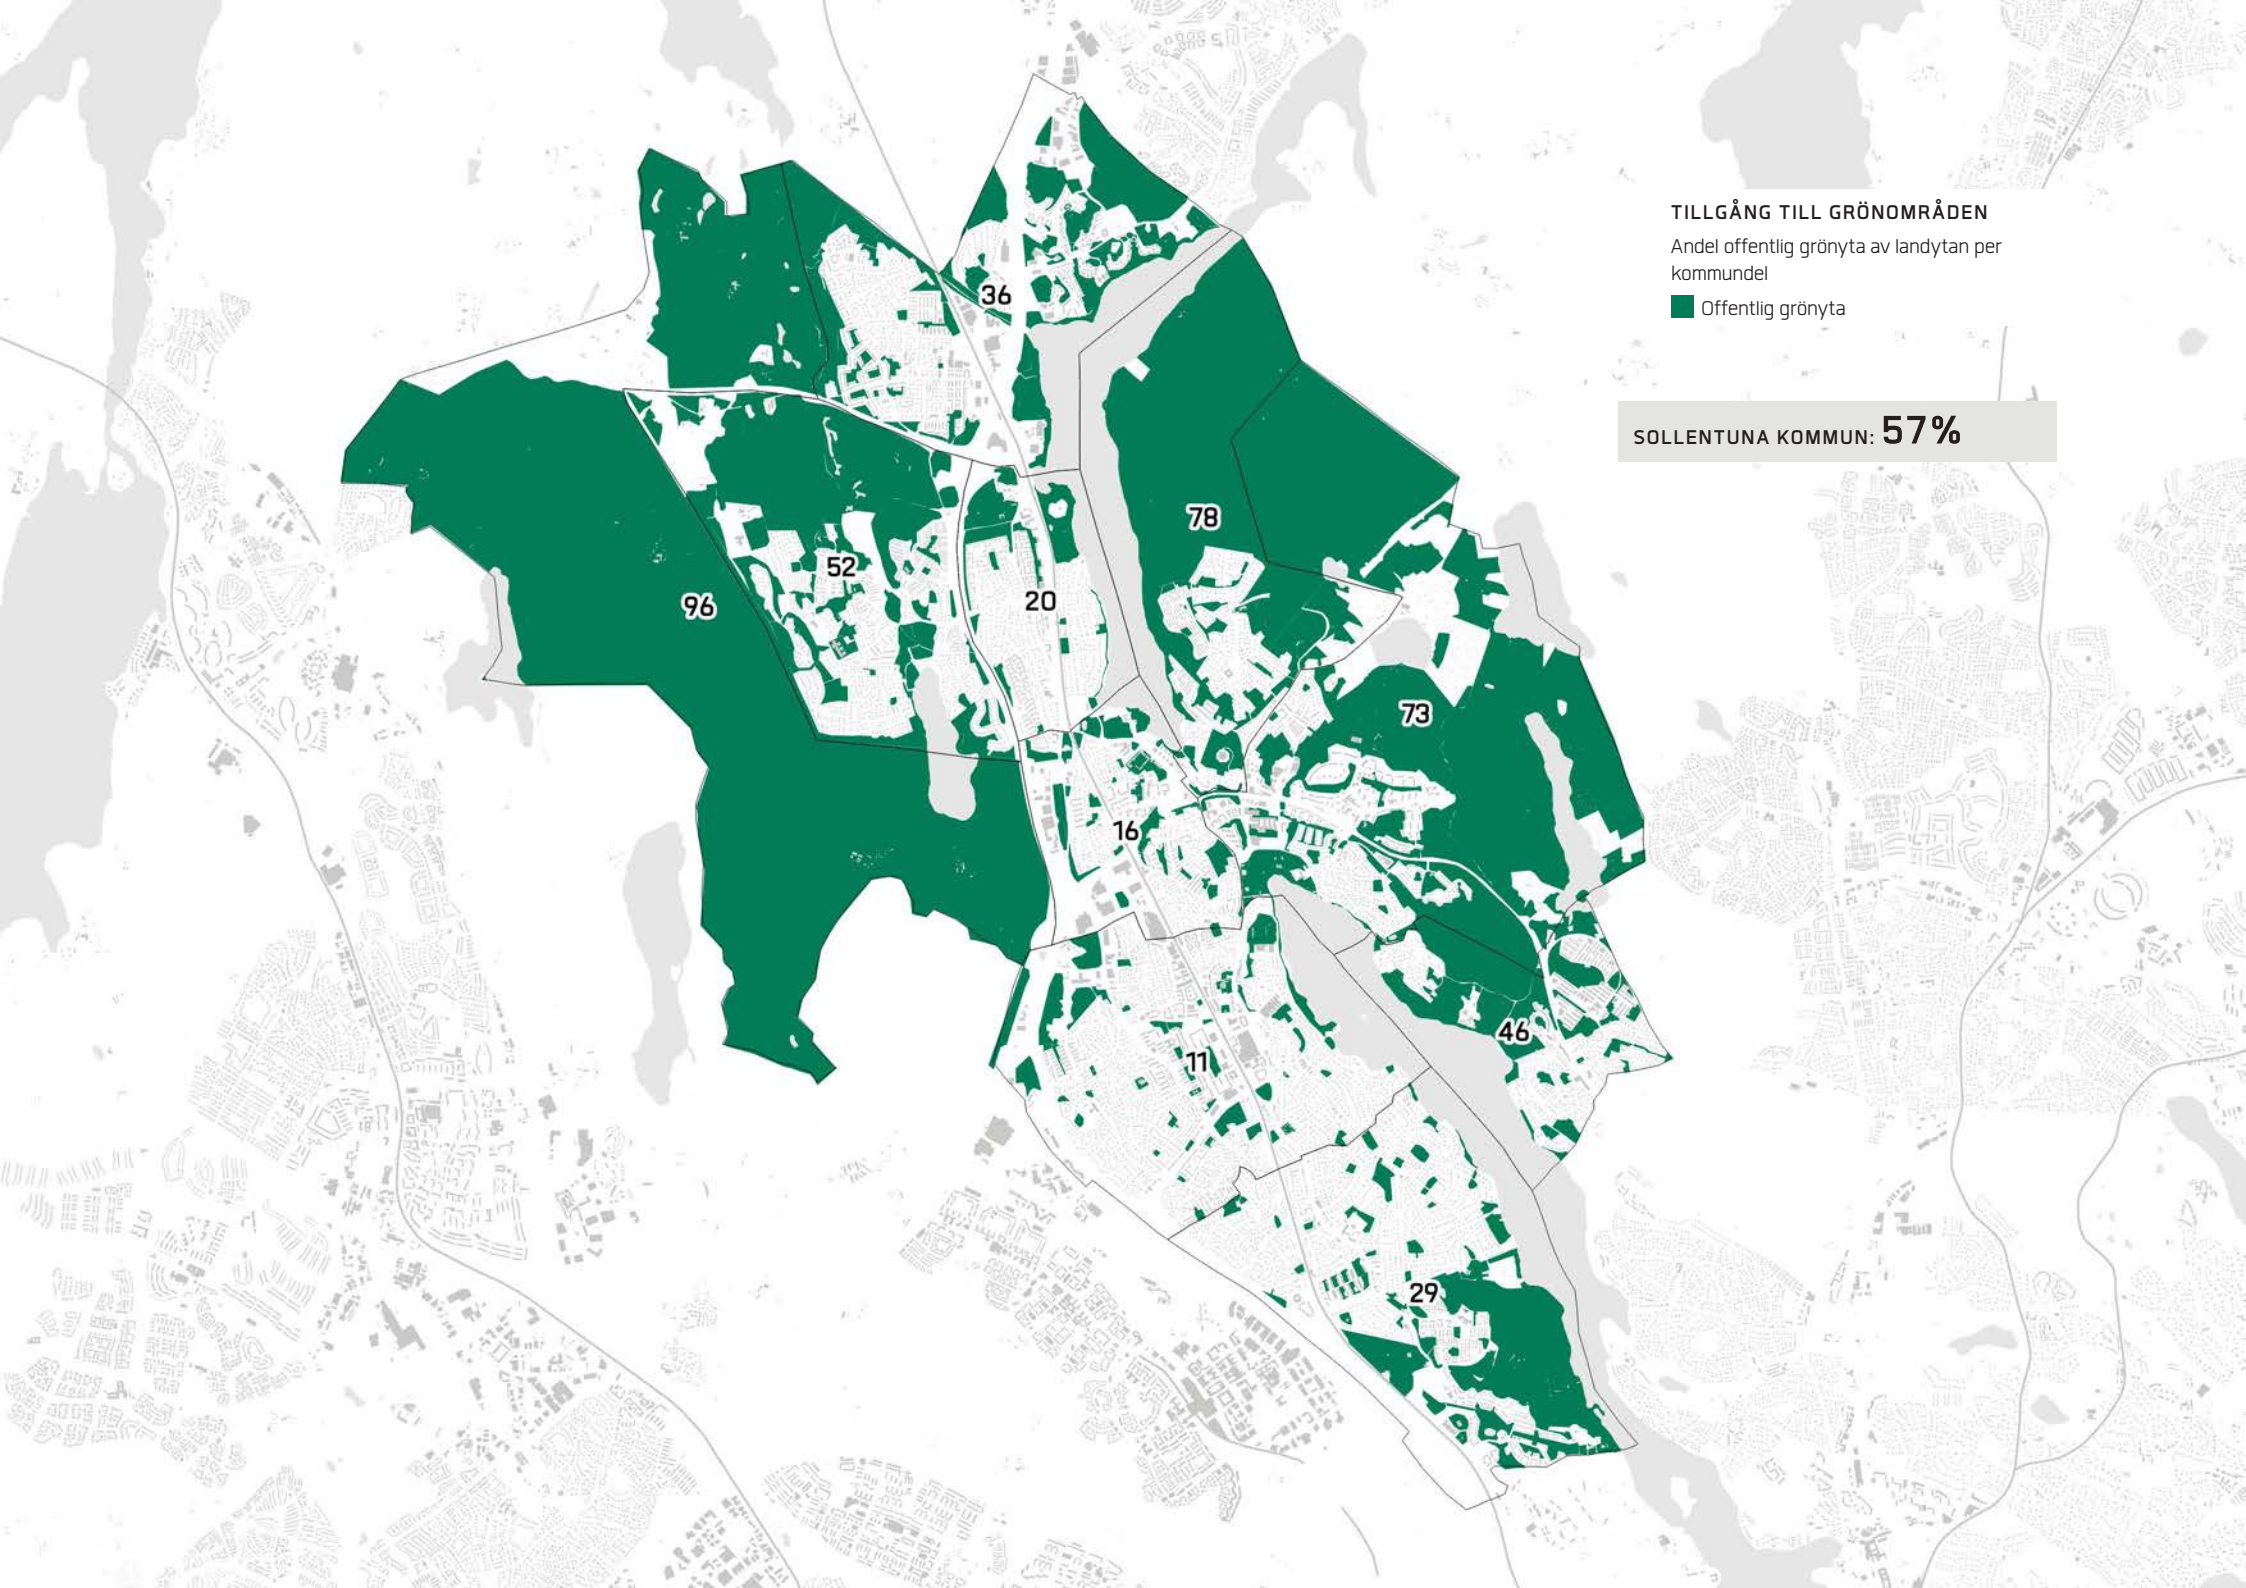 TILLGÅNG TILL GRÖNOMRÅDEN
Andel offentlig grönyta av landytan per
kommundel
Offentlig grönyta
SOLLENTUNA KOMMUN: 57%
36
78
52
96
20
73
16
46
11
29